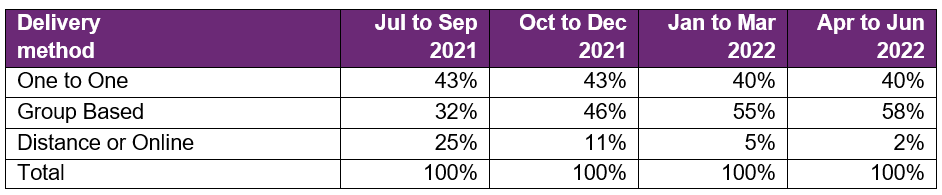 Delivery method Jul to Sep 2021 Oct to Dec 2021 Jan to Mar 2022 Apr to Jun 2022
One to One 43% 43% 40% 40%
Group Based 32% 46% 55% 58%
Distance or Online 25% 11% 5% 2%
Total 100% 100% 100% 100%